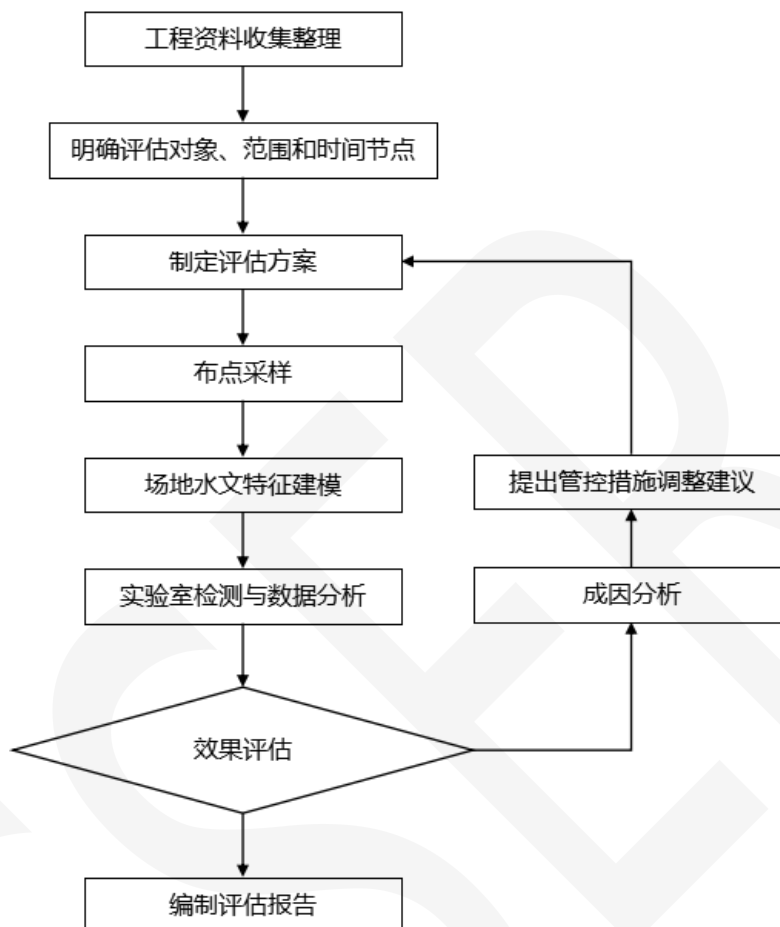 工程资料收集整理
明确评估对象、范围和时间节点
制定评估方案
布点采样
场地水文特征建模
提出管控措施调整建议
实验室检测与数据分析
成因分析
效果评估
编制评估报告